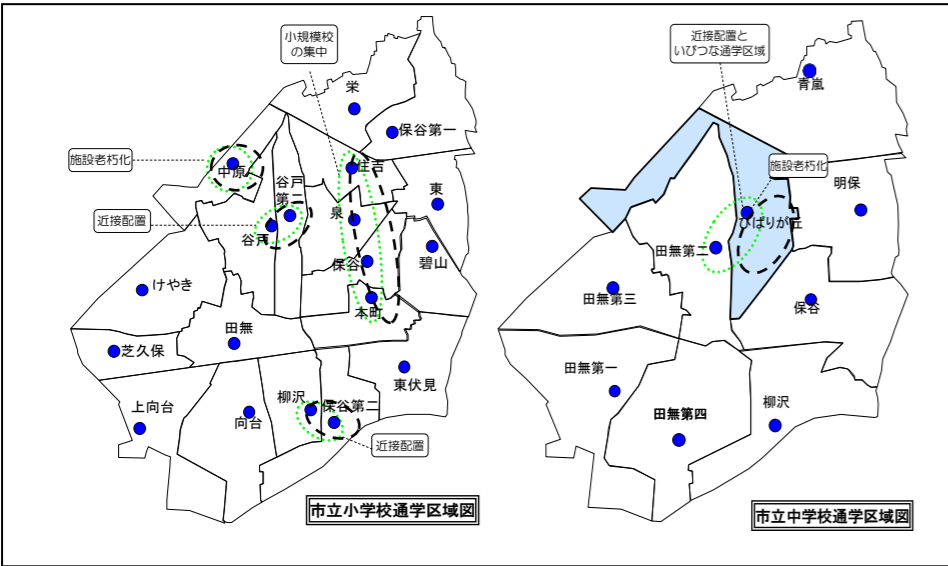 小規模校
の集中
栄
保谷第一
施設老朽化
中原
住吉
谷戸
第二
東
近接配置
泉
谷戸
碧山
保谷
けやき
本町
田無
芝久保
東伏見
柳沢
保谷第二
上向台
向台
近接配置
市立小学校通学区域図
近接配置と
いびつな通学区域
青嵐
施設老朽化
明保
ひばりが丘
田無第二
田無第三
保谷
田無第一
田無第四
柳沢
市立中学校通学区域図